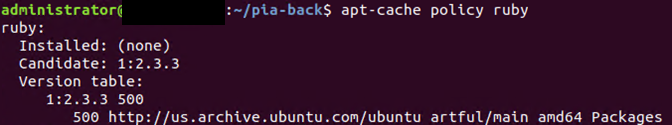 administrator@:~/pia-back$ apt-cache policy ruby
ruby:
  Installed: (none)
  Candidate: 1:2.3.3
  Version table:
     1:2.3.3 500
        500 http://us.archive.ubuntu.com/ubuntu artful/main amd64 Packages